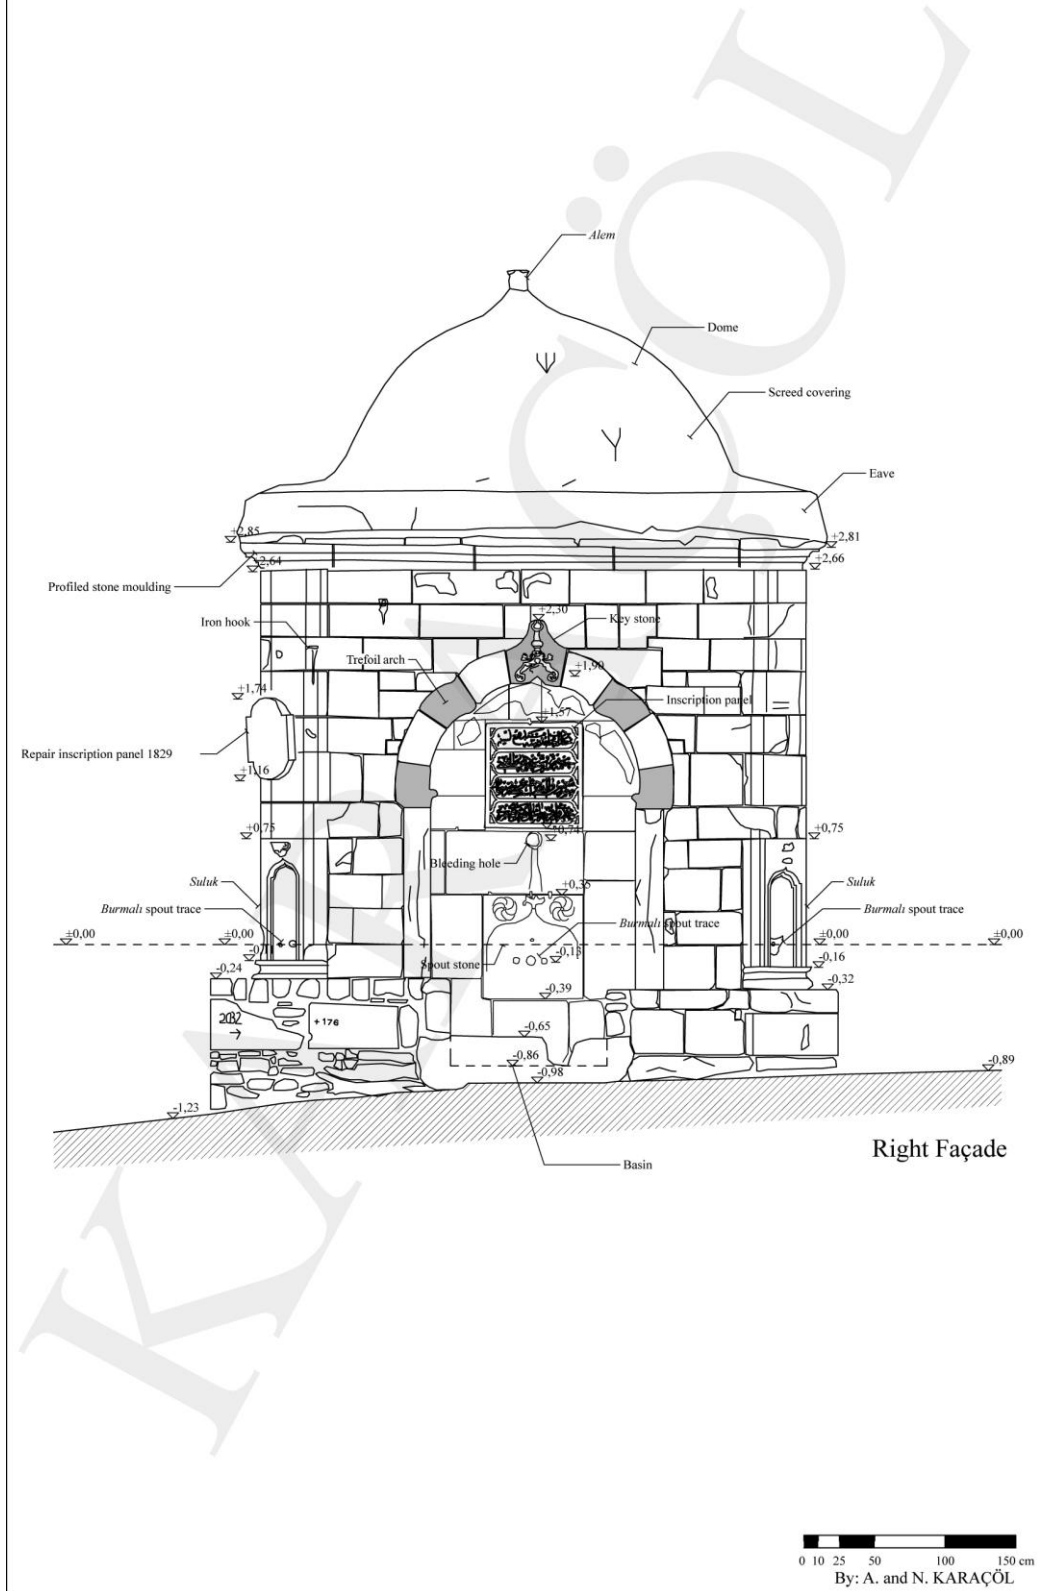 KARAÇÖL
Alem
Dome
Screed covering
Eave
+2,85
+2,81
+2,64
+2,66
Profiled stone moulding
+2,30
Iron hook
Key stone
Trefoil arch
+1,90
+1,74
+1,57
Inscription panel
Repair inscription panel 1829
+1,16
+0,75
+0,74
+0,75
Bleeding hole
+0,35
Suluk
Suluk
Burmalı spout trace
Burmalı spout trace
Burmalı spout trace
±0,00
±0,00
±0,00
±0,00
-0,13
Spout stone
-0,16
-0,24
-0,32
-0,39
2032
+176
-0,65
-0,86
-0,89
-0,98
-1,23
Right Façade
Basin
0 10 25 50 100 150 cm
By: A. and N. KARAÇÖL